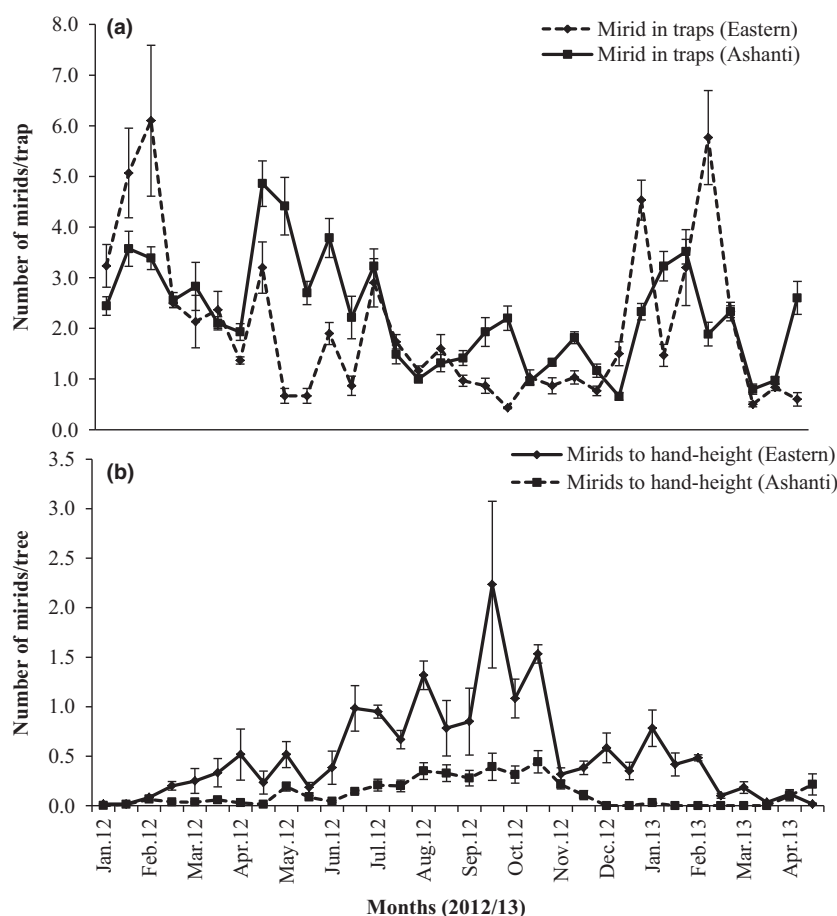 (a)
Mirid in traps (Eastern)
Mirid in traps (Ashanti)
Number of mirids/trap
8.0
7.0
6.0
5.0
4.0
3.0
2.0
1.0
0.0
(b)
Mirids to hand-height (Eastern)
Mirids to hand-height (Ashanti)
Number of mirids/tree
3.5
3.0
2.5
2.0
1.5
1.0
0.5
0.0
Jan.12
Feb.12
Mar.12
Apr.12
May.12
Jun.12
Jul.12
Aug.12
Sep.12
Oct.12
Nov.12
Dec.12
Jan.13
Feb.13
Mar.13
Apr.13
Months (2012/13)